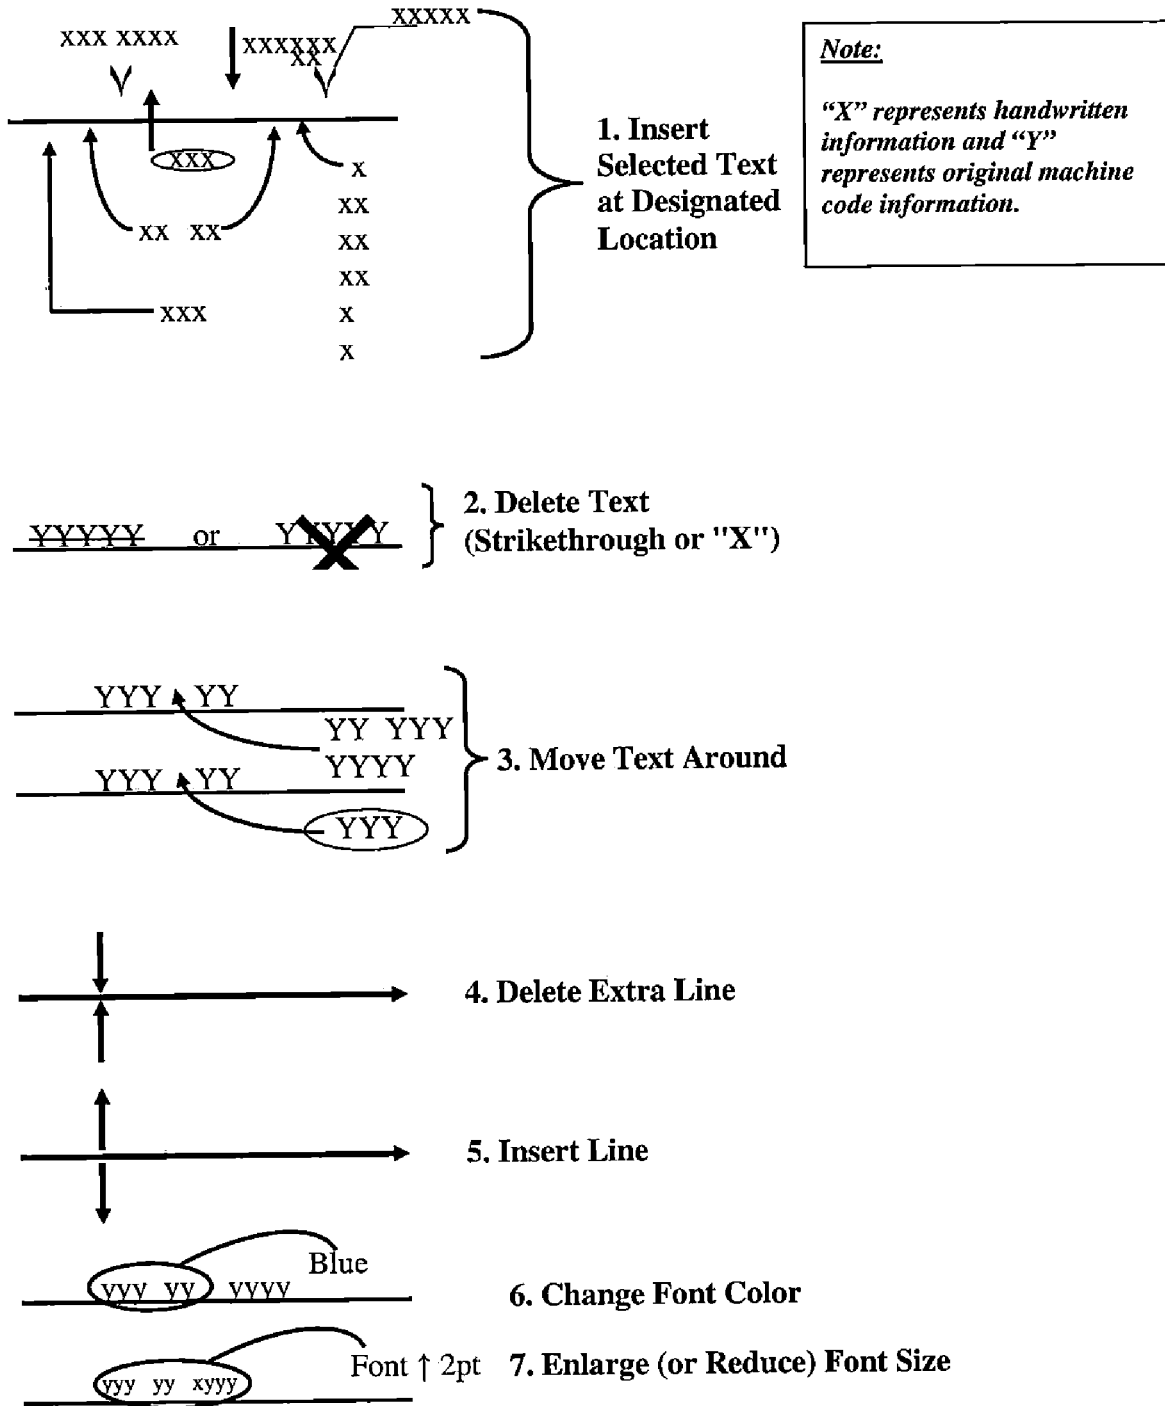 xxxxx
xxx xxxx
xxxxxx
xx
xxx
x
xx
xx xx
xx
xx
xxx
x
x
1. Insert
Selected Text
at Designated
Location
Note:
“X” represents handwritten
information and “Y”
represents original machine
code information.
YYYYY or YYYYY
2. Delete Text
(Strikethrough or "X")
YYY YY
YY YYY
YYYY
YYY YY
YYY
3. Move Text Around
4. Delete Extra Line
5. Insert Line
Blue
yyy yy yyyy
6. Change Font Color
Font ↑ 2pt
yyy yy xyyy
7. Enlarge (or Reduce) Font Size